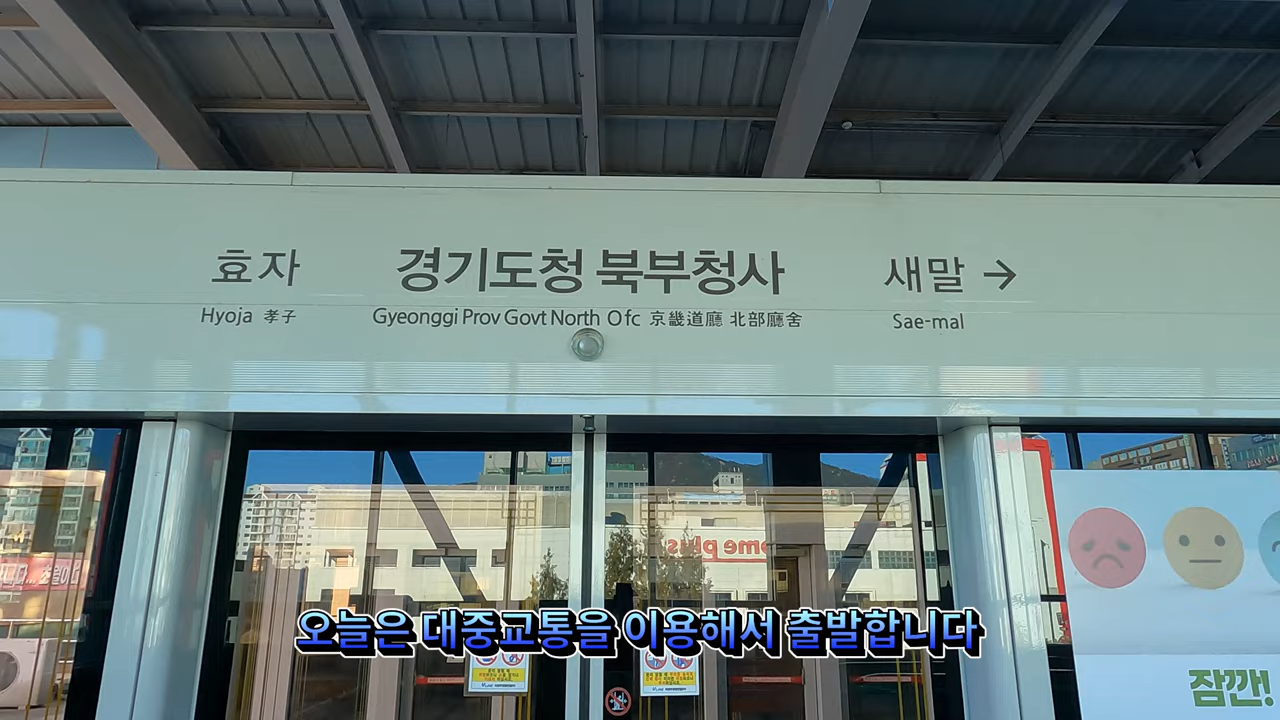 효자 경기도청 북부청사 새말 →
Hyoja 孝子 Gyeonggi Prov Govt North Ofc 京畿道廳 北部廳舍 Sae-mal
ome plus
오늘은 대중교통을 이용해서 출발합니다
잠깐!